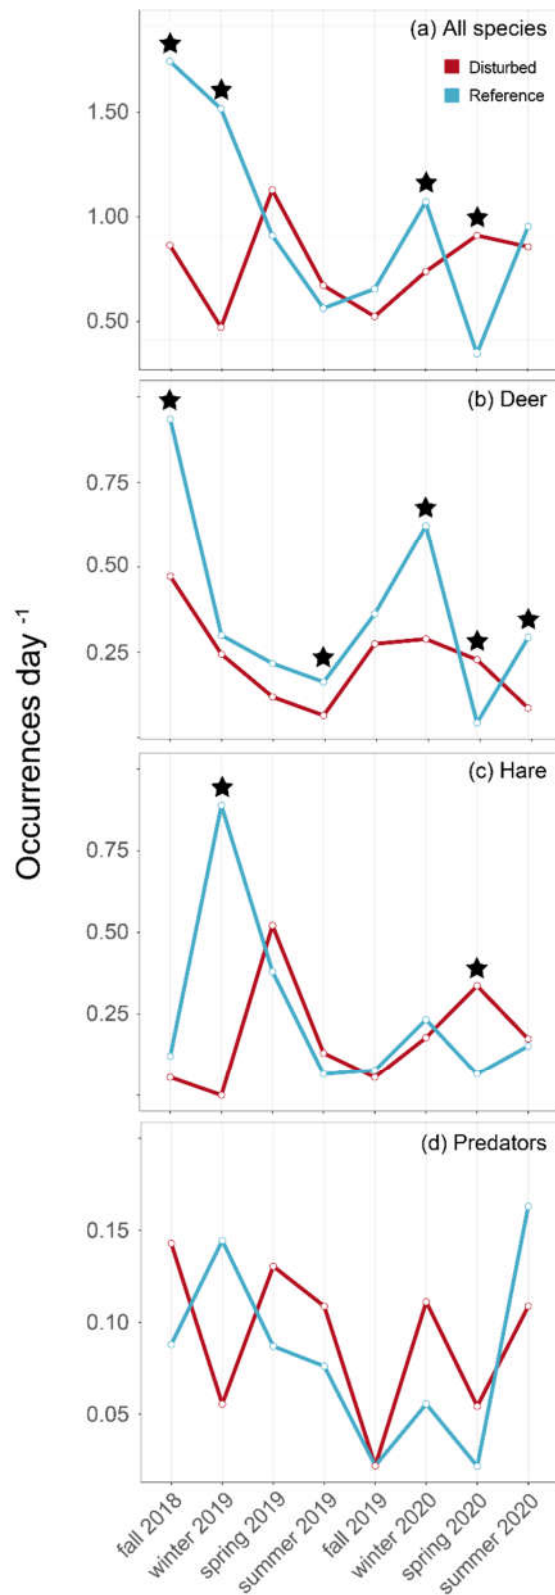 (a) All species
Disturbed
Reference
1.50
1.00
0.50
(b) Deer
0.75
0.50
0.25
Occurrences day -1
(c) Hare
0.75
0.50
0.25
(d) Predators
0.15
0.10
0.05
fall 2018
winter 2019
spring 2019
summer 2019
fall 2019
winter 2020
spring 2020
summer 2020